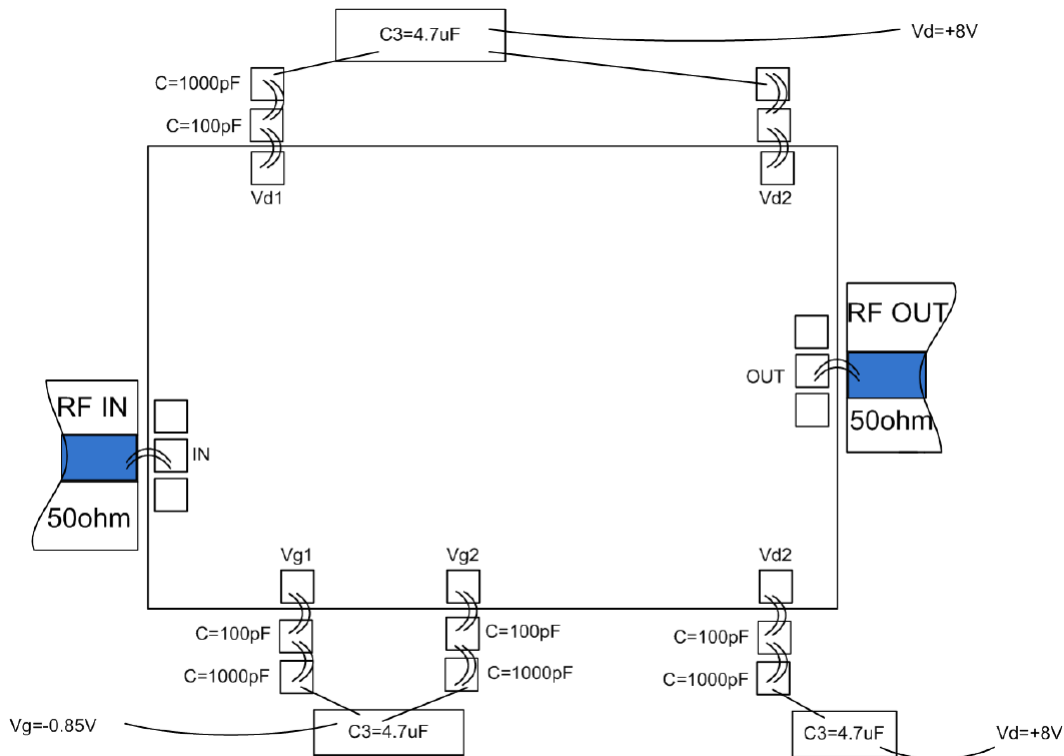 C3=4.7uF
Vd=+8V
C=1000pF
C=100pF
Vd1
Vd2
RF OUT
OUT
50ohm
RF IN
IN
50ohm
Vg1
Vg2
Vd2
C=100pF
C=100pF
C=100pF
C=1000pF
C=1000pF
C=1000pF
Vg=-0.85V
C3=4.7uF
C3=4.7uF
Vd=+8V